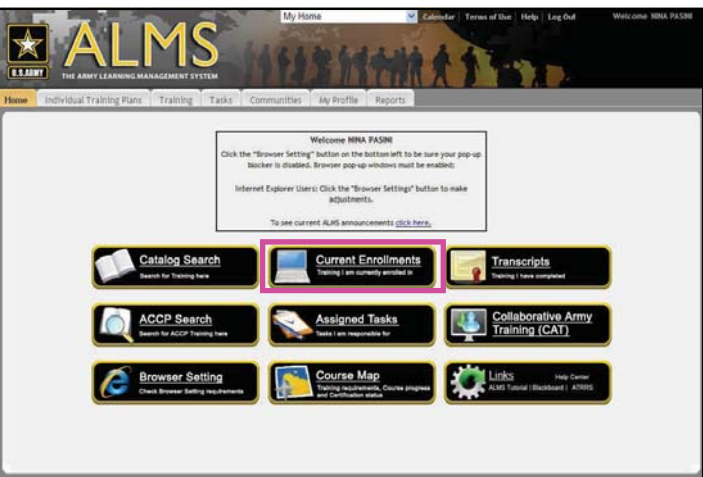 My Home Calendar | Terms of Use | Help | Log Out Welcome NINA PASINI
ALMS
U.S.ARMY THE ARMY LEARNING MANAGEMENT SYSTEM
Home Individual Training Plans Training Tasks Communities My Profile Reports
Welcome NINA PASINI
Click the "Browser Setting" button on the bottom left to be sure your pop-up
blocker is disabled. Browser pop-up windows must be enabled;
Internet Explorer Users: Click the "Browser Settings" button to make
adjustments.
To see current ALMS announcements click here.
Catalog Search
Search for Training here
Current Enrollments
Training I am currently enrolled in
Transcripts
Training I have completed
ACCP Search
Search for ACCP Training here
Assigned Tasks
Tasks I am responsible for
Collaborative Army
Training (CAT)
Browser Setting
Check Browser Setting requirements
Course Map
Training requirements, Course progress
and Certification status
Links Help Center
ALMS Tutorial | Blackboard | ATRRS